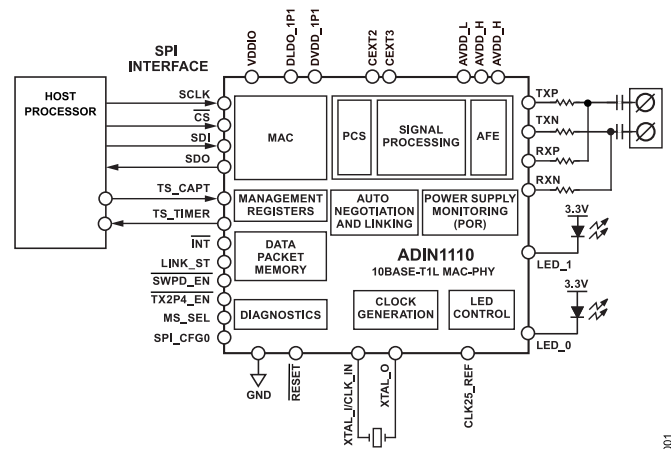 VDDIO
DLDO_1P1
DVDD_1P1
CEXT2
CEXT3
AVDD_L
AVDD_H
AVDD_H
SPI
INTERFACE
HOST
PROCESSOR
SCLK
CS
SDI
SDO
TS_CAPT
TS_TIMER
INT
LINK_ST
SWPD_EN
TX2P4_EN
MS_SEL
SPI_CFG0
MAC
PCS
SIGNAL
PROCESSING
AFE
MANAGEMENT
REGISTERS
AUTO
NEGOTIATION
AND LINKING
POWER SUPPLY
MONITORING
(POR)
DATA
PACKET
MEMORY
ADIN1110
10BASE-T1L MAC-PHY
DIAGNOSTICS
CLOCK
GENERATION
LED
CONTROL
TXP
TXN
RXP
RXN
3.3V
LED_1
3.3V
LED_0
GND
RESET
XTAL_I/CLK_IN
XTAL_O
CLK25_REF
001